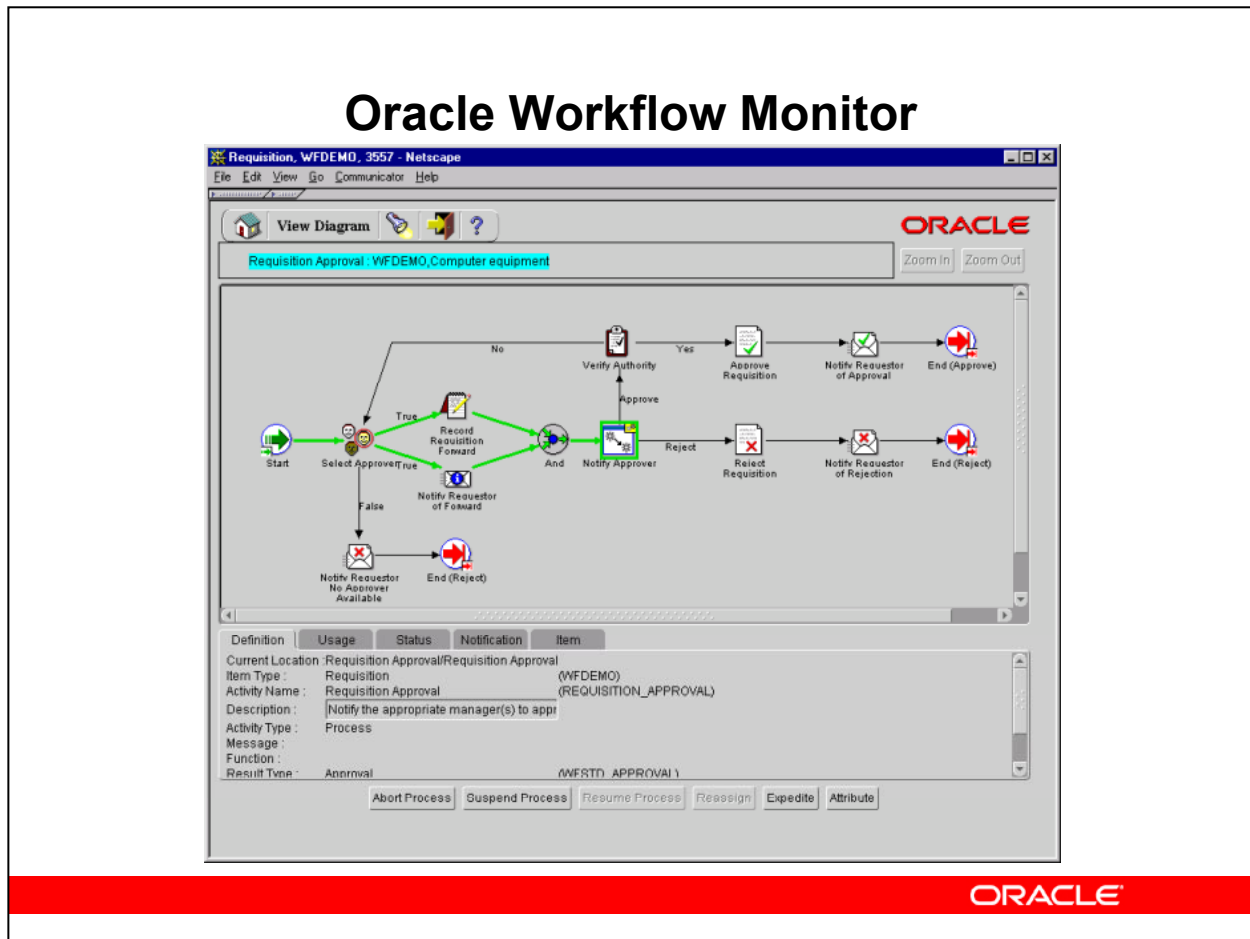 Oracle Workflow Monitor
Requisition, WFDEMO, 3557 - Netscape
File Edit View Go Communicator Help
View Diagram
?
ORACLE
Requisition Approval : WFDEMO,Computer equipment
Zoom In Zoom Out
No
Verify Authority
Yes
Approve
Requisition
Notify Requestor
of Approval
End (Approve)
Approve
True
Record
Requisition
Forward
Start
Select Approver
True
And
Notify Approver
Reject
Reject
Requisition
Notify Requestor
of Rejection
End (Reject)
Notify Requestor
of Forward
False
Notify Requestor
No Approver
Available
End (Reject)
Definition Usage Status Notification Item
Current Location :Requisition Approval/Requisition Approval
Item Type : Requisition (WFDEMO)
Activity Name : Requisition Approval (REQUISITION_APPROVAL)
Description : Notify the appropriate manager(s) to appr
Activity Type : Process
Message :
Function :
Result Type : Approval (WFSTD_APPROVAL)
Abort Process Suspend Process Resume Process Reassign Expedite Attribute
ORACLE